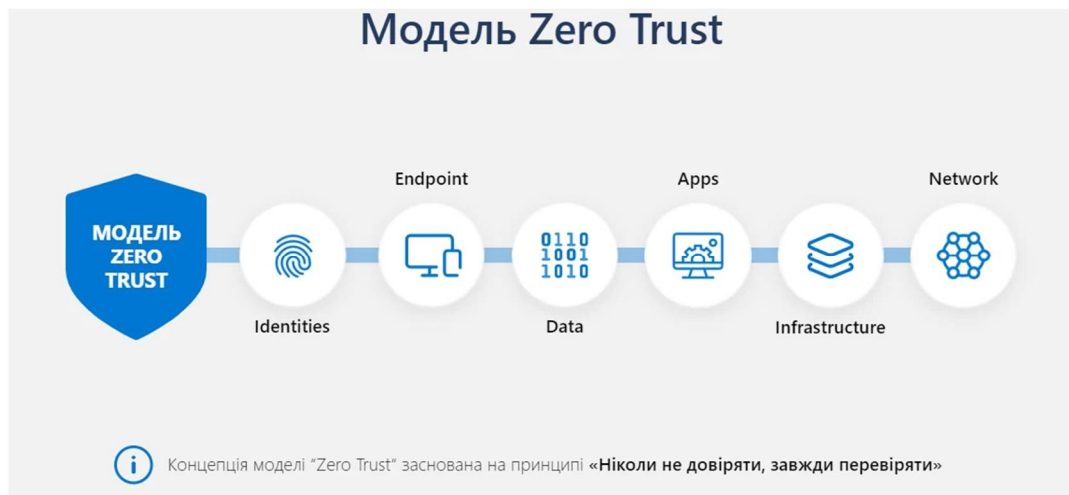 Модель Zero Trust
МОДЕЛЬ
ZERO
TRUST
Identities
Endpoint
0110
1001
1010
Data
Apps
Infrastructure
Network
Концепція моделі “Zero Trust“ заснована на принципі «Ніколи не довіряти, завжди перевіряти»